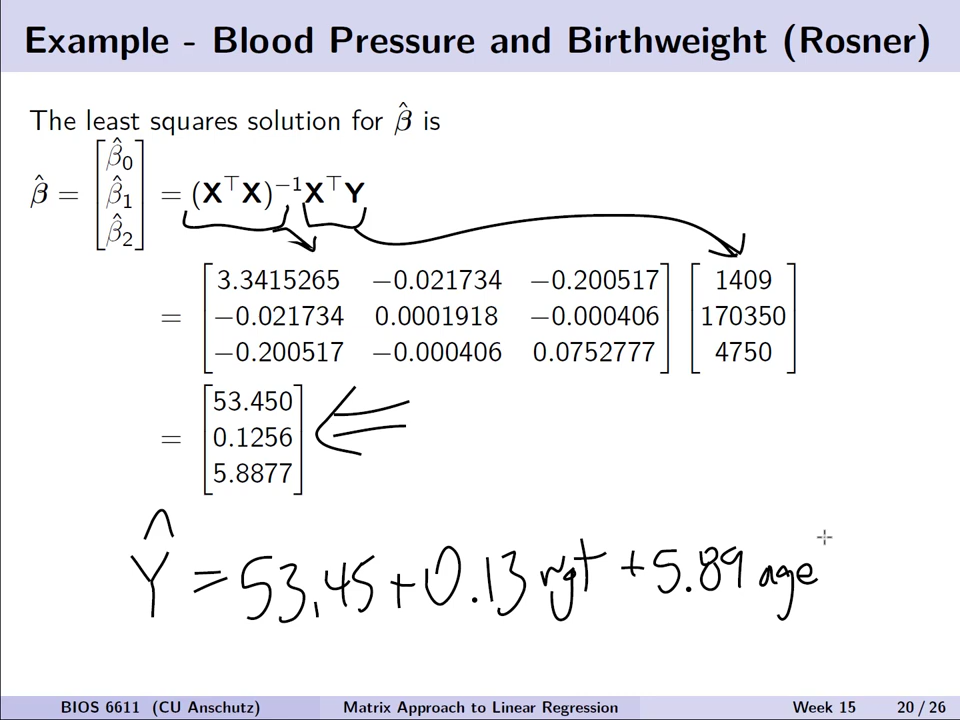 Example - Blood Pressure and Birthweight (Rosner)
The least squares solution for β̂ is
β̂ = [β̂₀ β̂₁ β̂₂] = (X⊤X)⁻¹X⊤Y
= [3.3415265 −0.021734 −0.200517] [1409]
[−0.021734 0.0001918 −0.000406] [170350]
[−0.200517 −0.000406 0.0752777] [4750]
= [53.450]
[0.1256]
[5.8877]
Ŷ = 53.45 + 0.13 wgt + 5.89 age
BIOS 6611 (CU Anschutz) Matrix Approach to Linear Regression Week 15 20 / 26